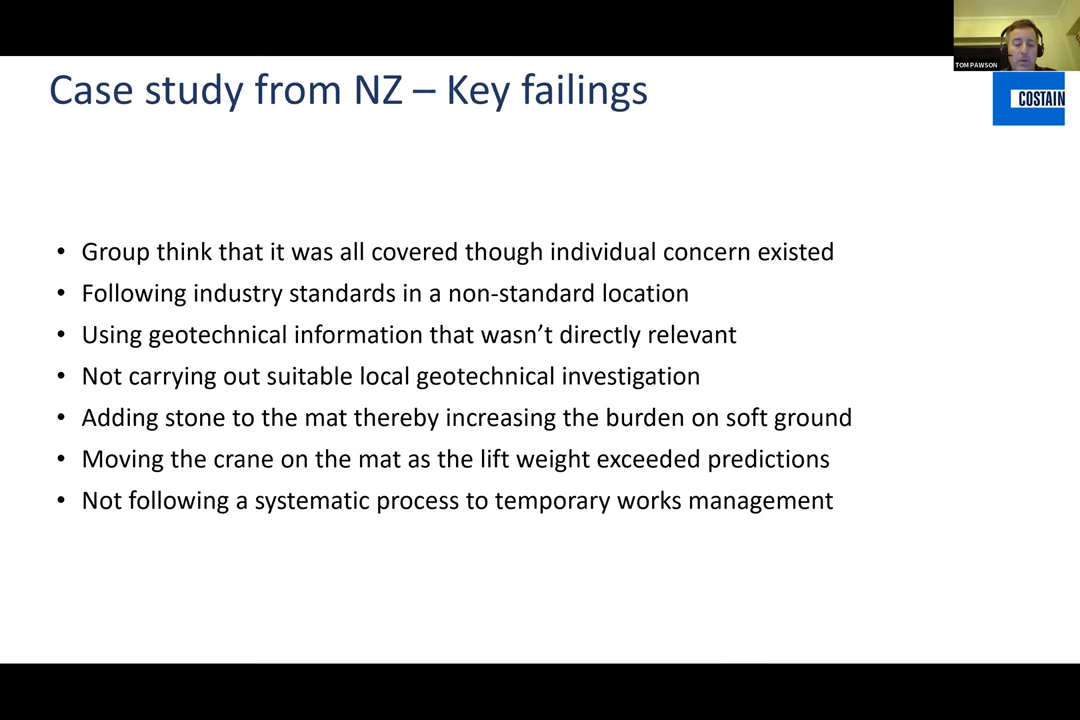 TOM PAWSON
COSTAIN
Case study from NZ – Key failings
• Group think that it was all covered though individual concern existed
• Following industry standards in a non-standard location
• Using geotechnical information that wasn’t directly relevant
• Not carrying out suitable local geotechnical investigation
• Adding stone to the mat thereby increasing the burden on soft ground
• Moving the crane on the mat as the lift weight exceeded predictions
• Not following a systematic process to temporary works management